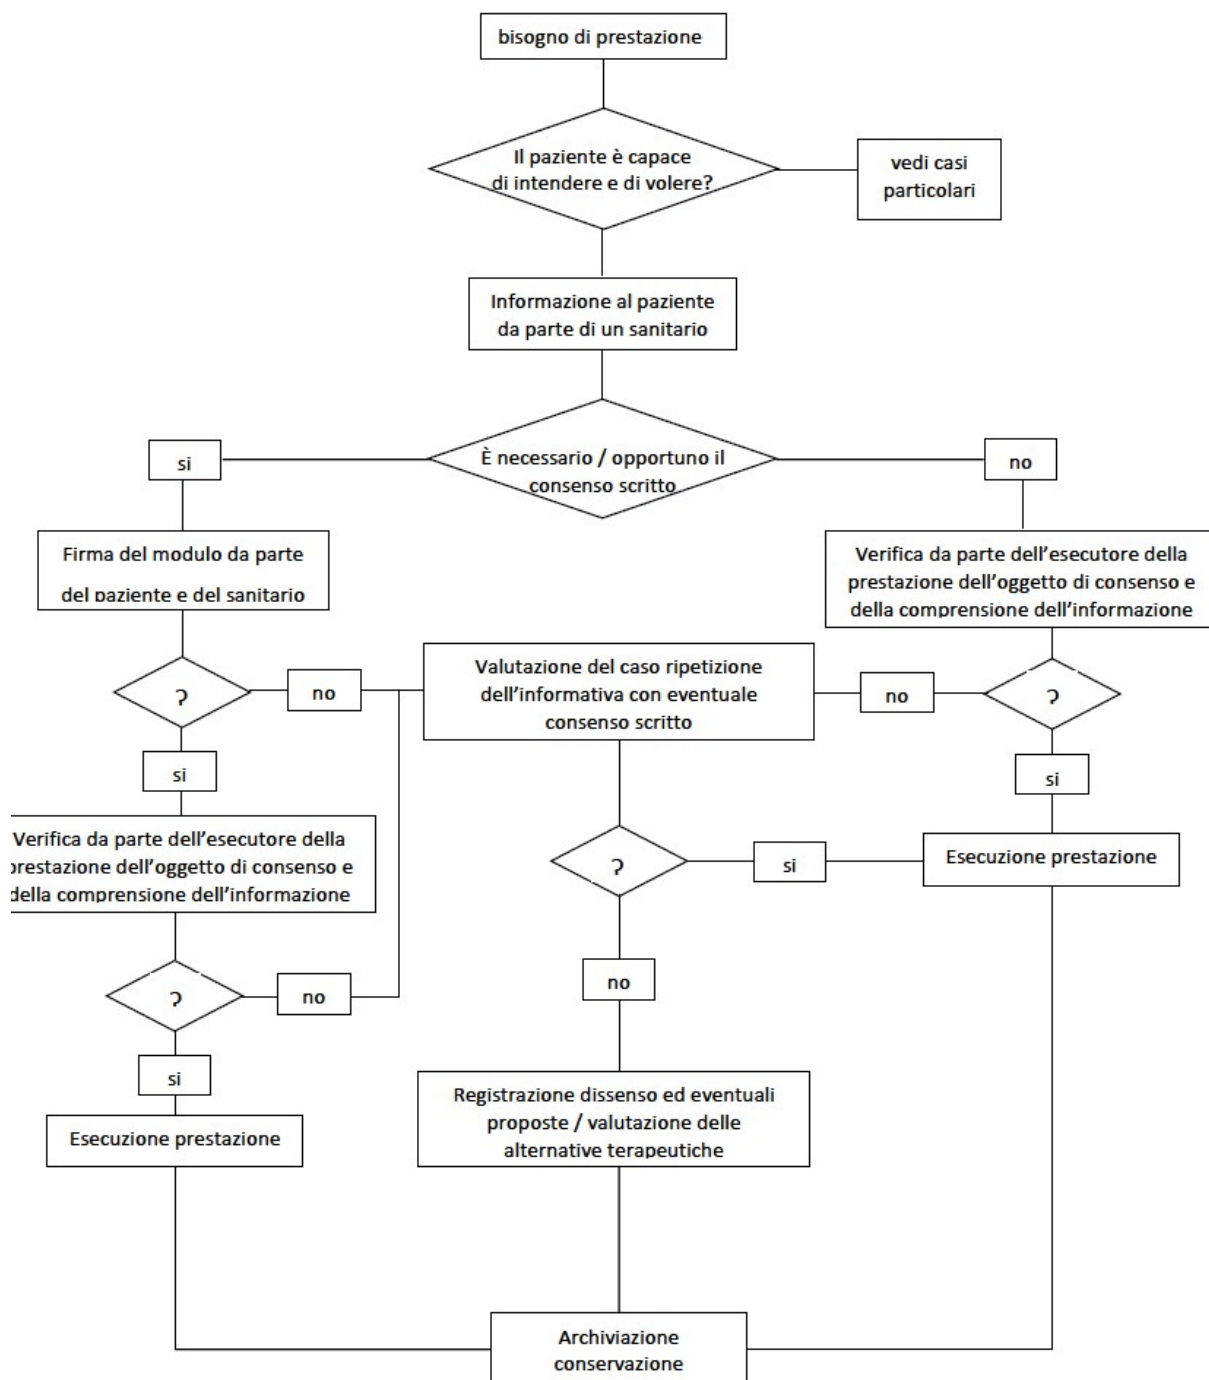 bisogno di prestazione
Il paziente è capace
di intendere e di volere?
vedi casi
particolari
Informazione al paziente
da parte di un sanitario
È necessario / opportuno il
consenso scritto
si
no
Firma del modulo da parte
del paziente e del sanitario
Verifica da parte dell'esecutore della
prestazione dell'oggetto di consenso e
della comprensione dell'informazione
?
no
Valutazione del caso ripetizione
dell'informativa con eventuale
consenso scritto
no
?
si
si
Verifica da parte dell'esecutore della
prestazione dell'oggetto di consenso e
della comprensione dell'informazione
?
si
Esecuzione prestazione
?
no
no
si
Registrazione dissenso ed eventuali
proposte / valutazione delle
alternative terapeutiche
Esecuzione prestazione
Archiviazione
conservazione